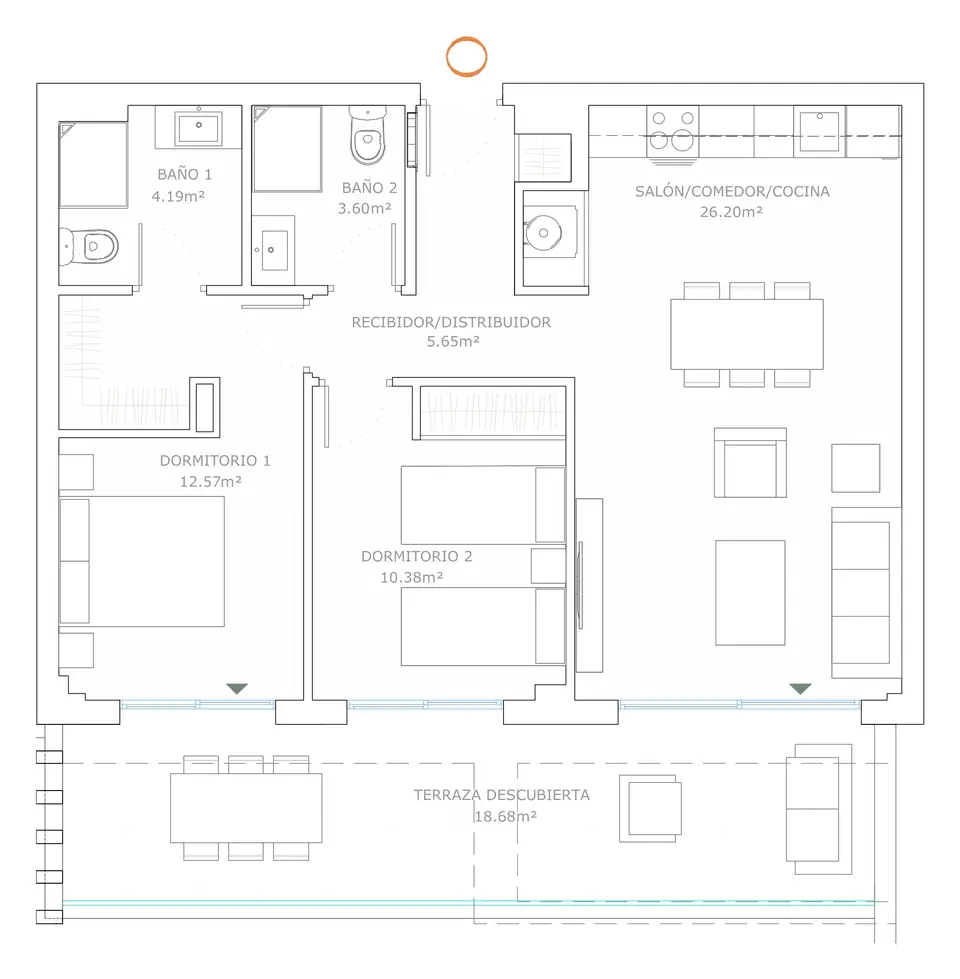 BAÑO 1
4.19m²
BAÑO 2
3.60m²
SALÓN/COMEDOR/COCINA
26.20m²
RECIBIDOR/DISTRIBUIDOR
5.65m²
DORMITORIO 1
12.57m²
DORMITORIO 2
10.38m²
TERRAZA DESCUBIERTA
18.68m²